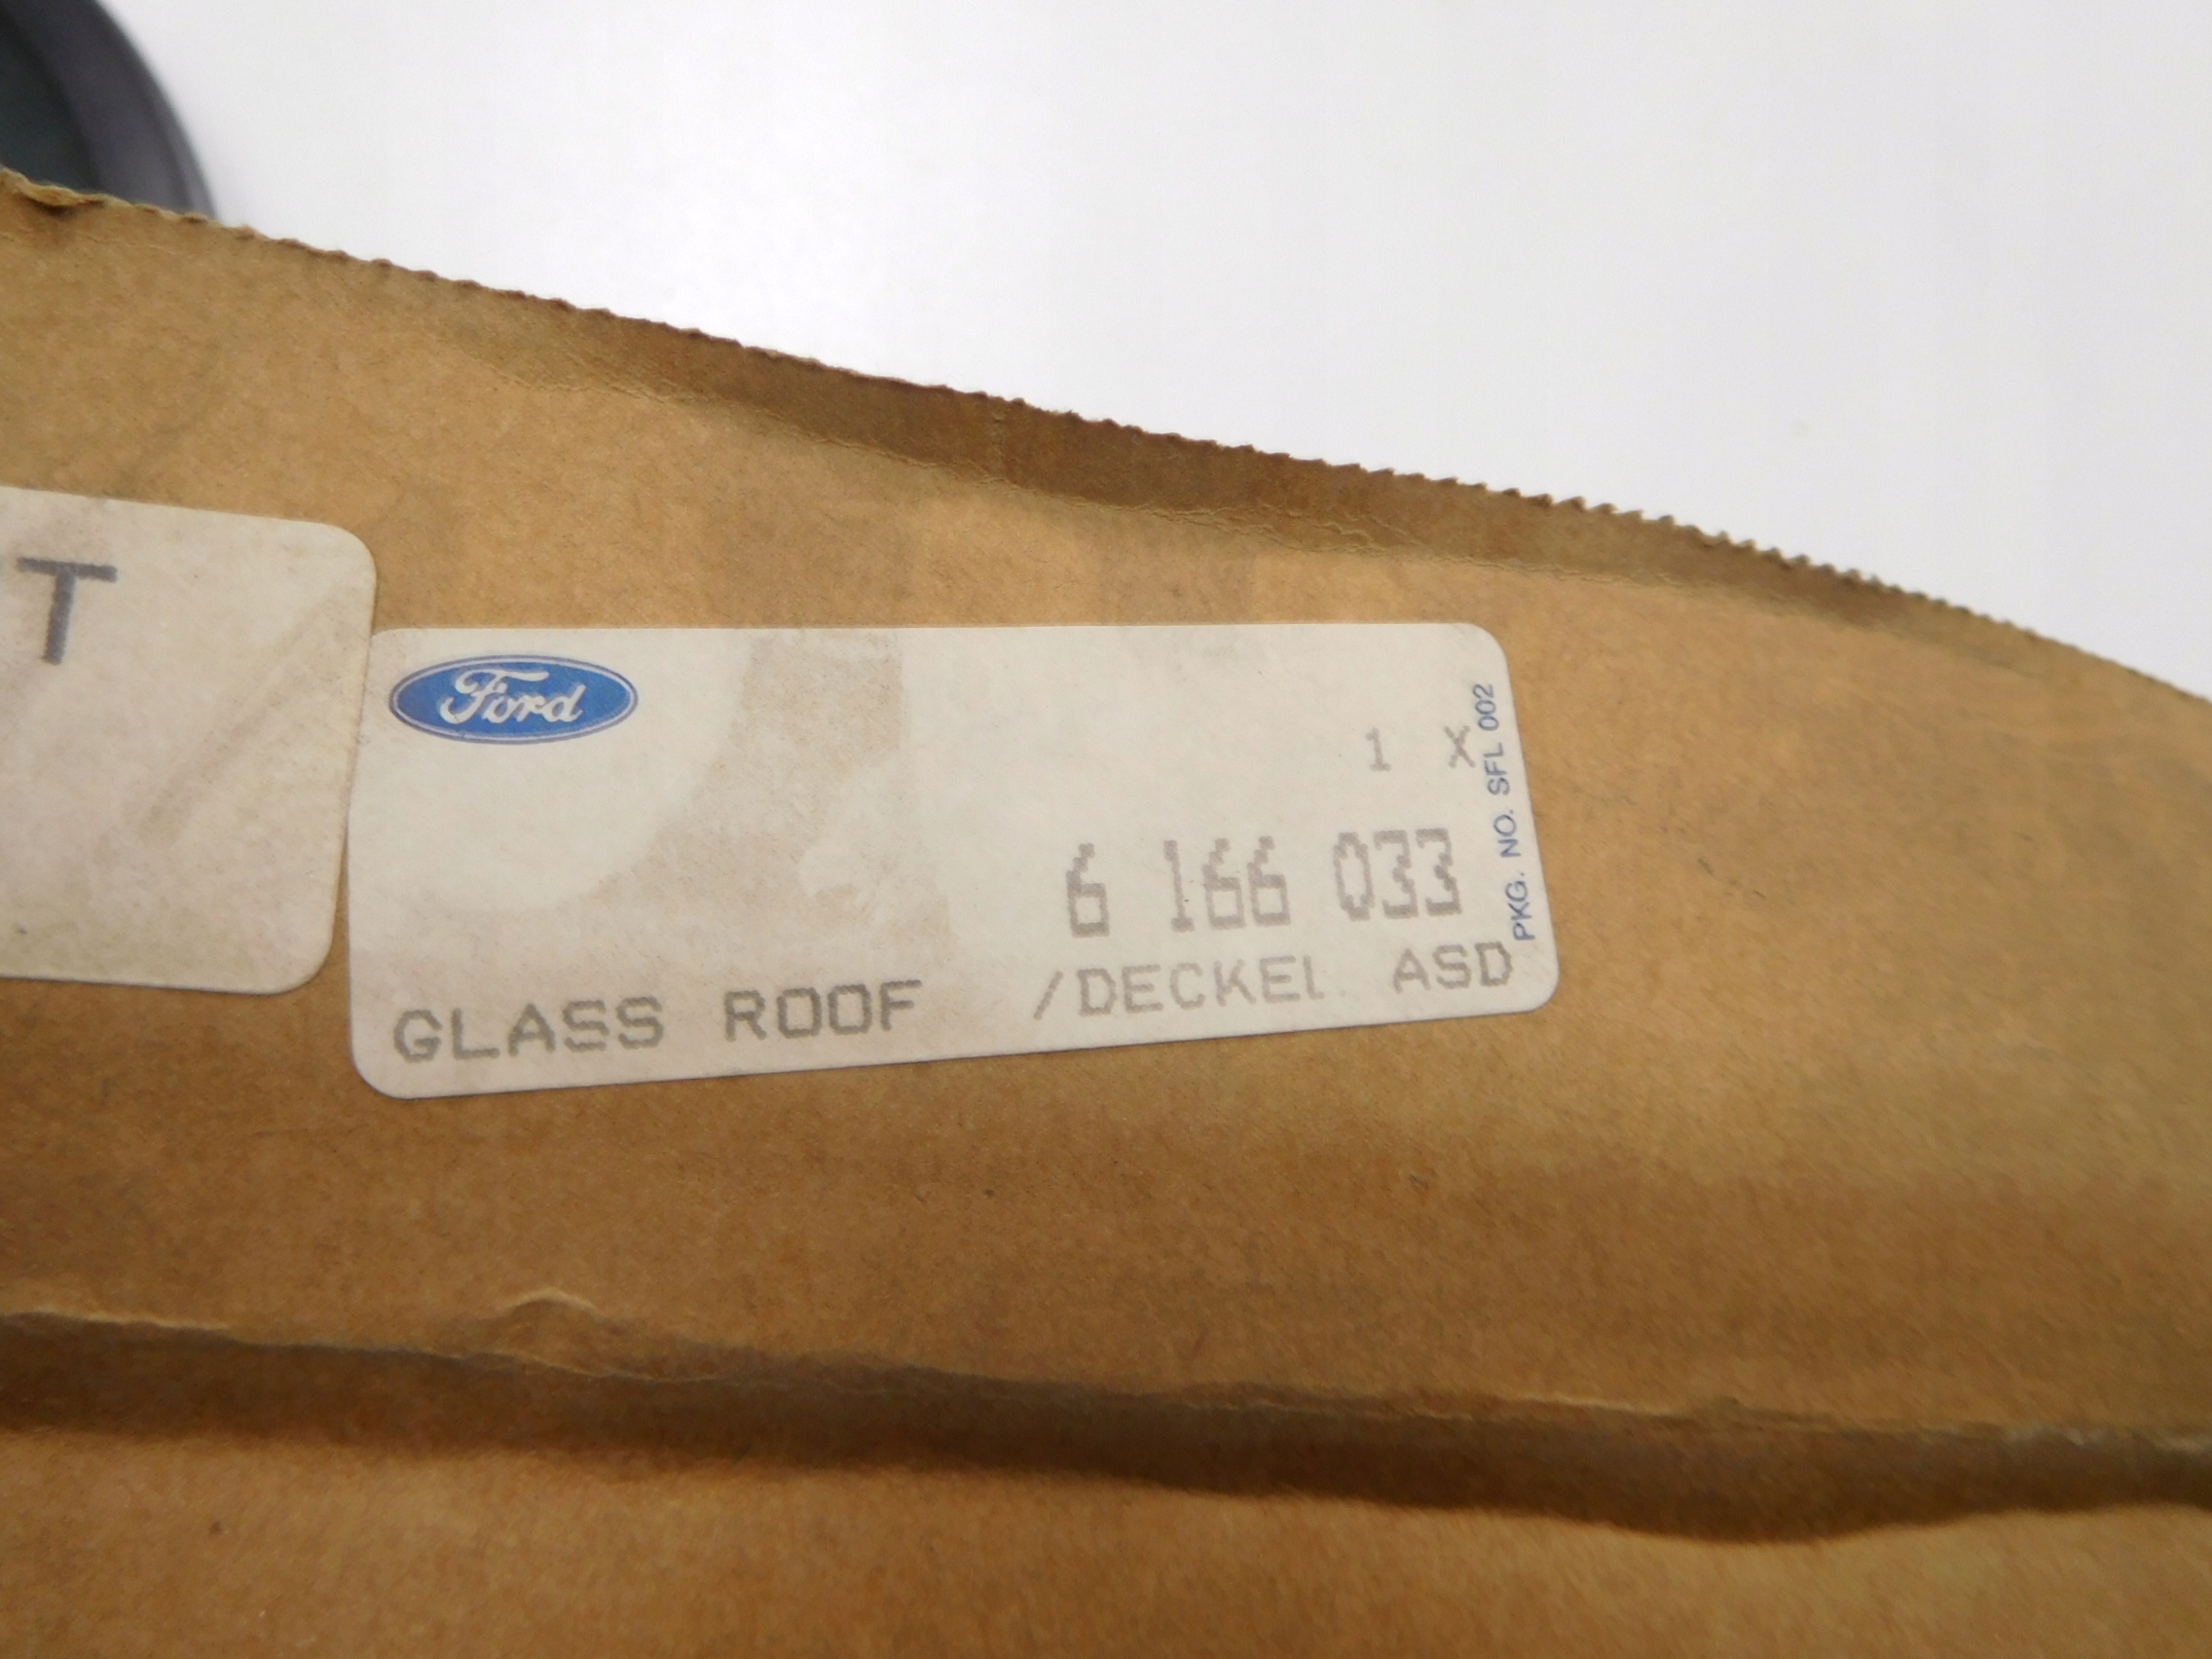 T
Ford
1 X
6 166 033
GLASS ROOF /DECKEL ASD
PKG. NO. SFL 002